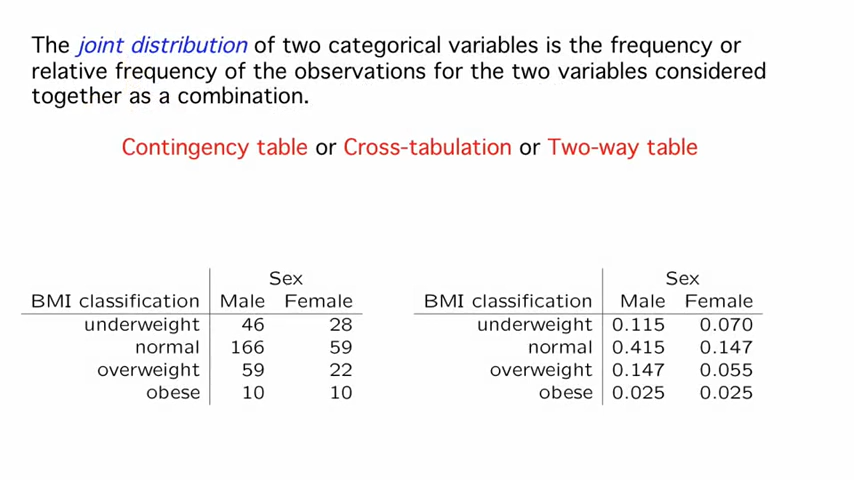 The joint distribution of two categorical variables is the frequency or
relative frequency of the observations for the two variables considered
together as a combination.
Contingency table or Cross-tabulation or Two-way table
Sex
BMI classification Male Female
underweight 46 28
normal 166 59
overweight 59 22
obese 10 10
Sex
BMI classification Male Female
underweight 0.115 0.070
normal 0.415 0.147
overweight 0.147 0.055
obese 0.025 0.025